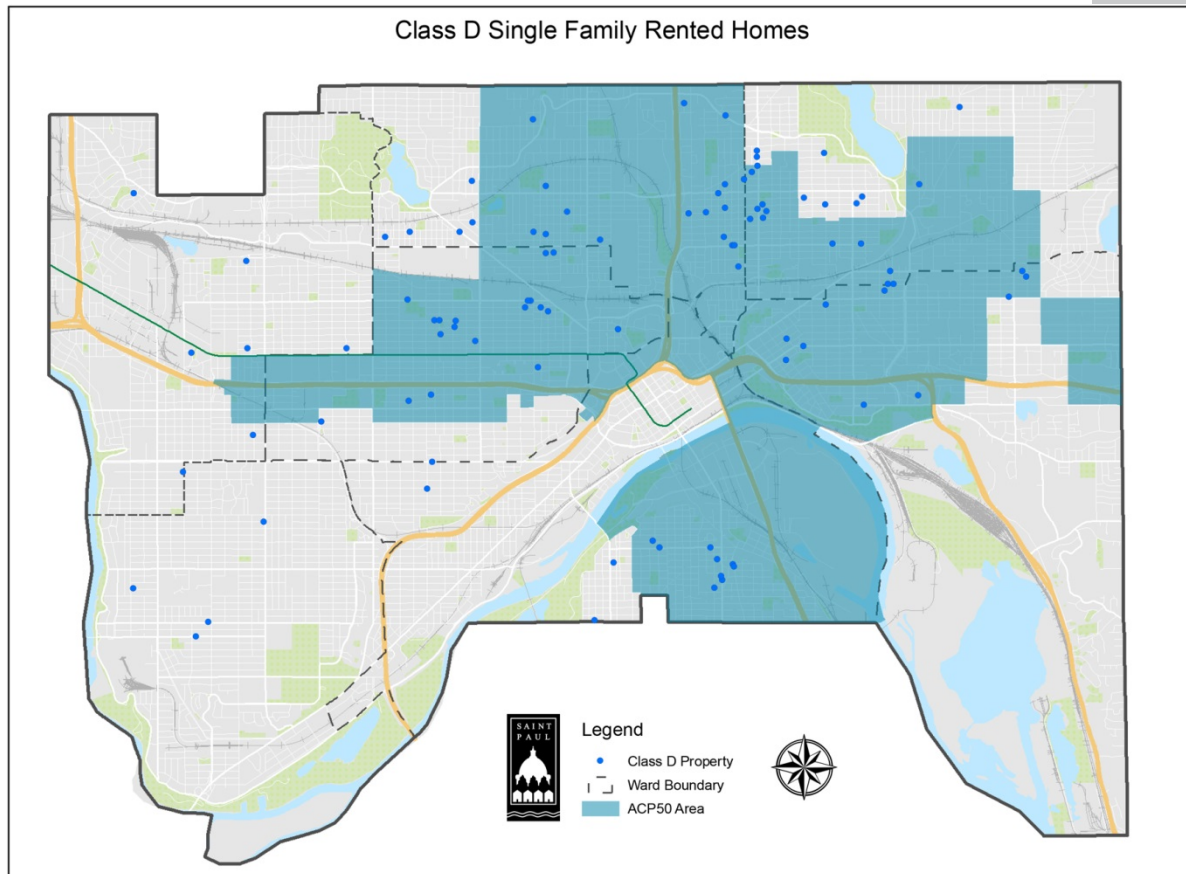 Class D Single Family Rented Homes
SAINT
PAUL
Legend
Class D Property
Ward Boundary
ACP50 Area